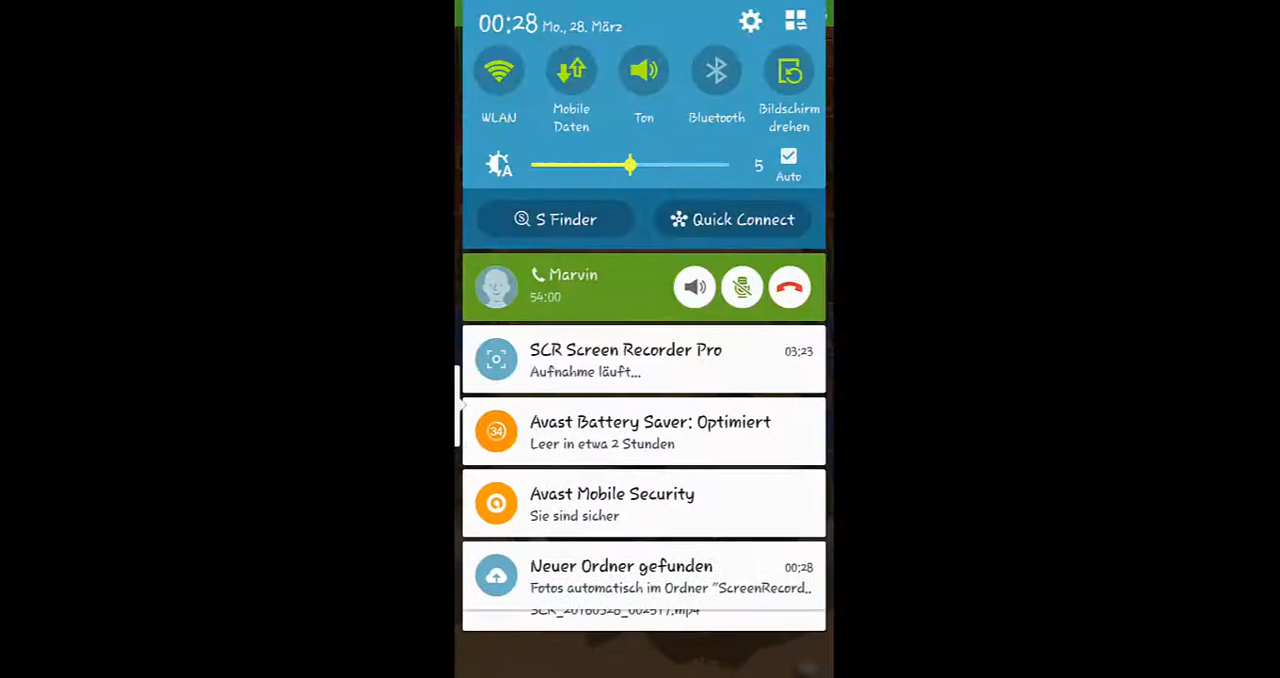 00:28 Mo., 28. März
WLAN
Mobile
Daten
Ton
Bluetooth
Bildschirm
drehen
A
5
Auto
S Finder
Quick Connect
Marvin
54:00
SCR Screen Recorder Pro 03:23
Aufnahme läuft...
34
Avast Battery Saver: Optimiert
Leer in etwa 2 Stunden
Avast Mobile Security
Sie sind sicher
Neuer Ordner gefunden 00:28
Fotos automatisch im Ordner "ScreenRecord..